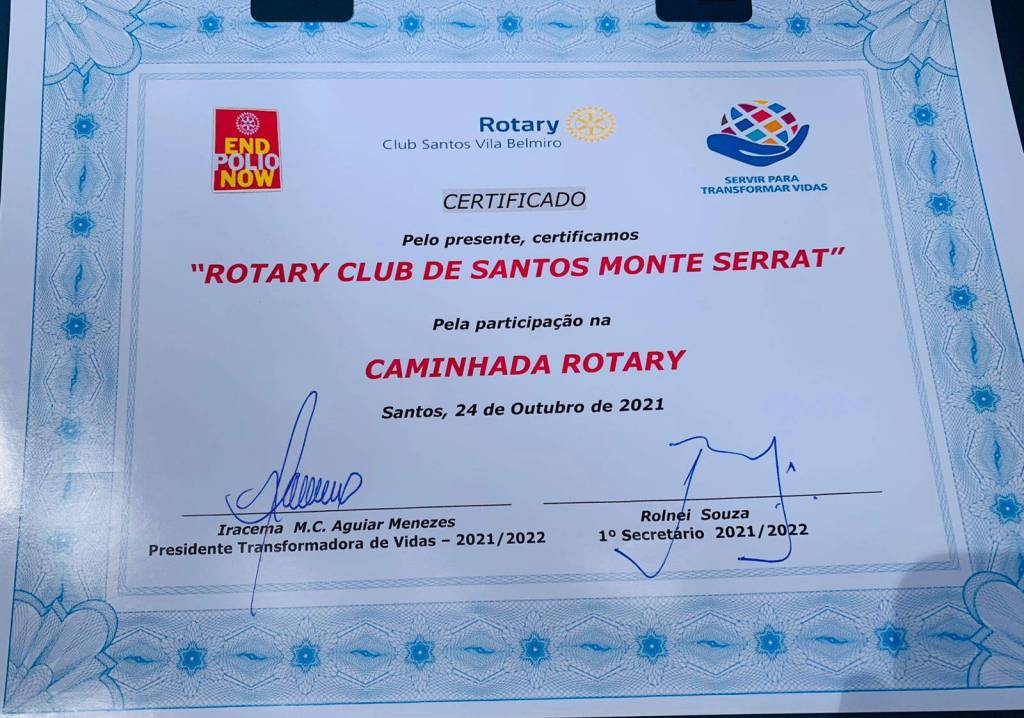 END
POLIO
NOW
Rotary
Club Santos Vila Belmiro
SERVIR PARA
TRANSFORMAR VIDAS
CERTIFICADO
Pelo presente, certificamos
“ROTARY CLUB DE SANTOS MONTE SERRAT”
Pela participação na
CAMINHADA ROTARY
Santos, 24 de Outubro de 2021
Iracema M.C. Aguiar Menezes
Presidente Transformadora de Vidas – 2021/2022
Rolnei Souza
1º Secretário 2021/2022